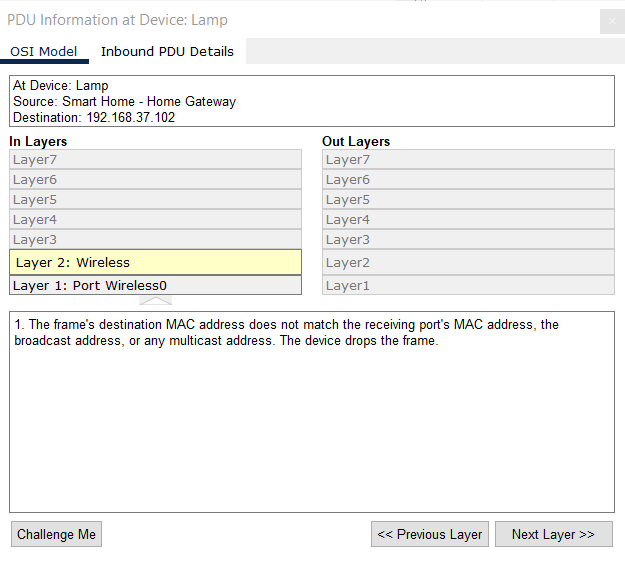 PDU Information at Device: Lamp
OSI Model Inbound PDU Details
At Device: Lamp
Source: Smart Home - Home Gateway
Destination: 192.168.37.102
In Layers
Layer7
Layer6
Layer5
Layer4
Layer3
Layer 2: Wireless
Layer 1: Port Wireless0
Out Layers
Layer7
Layer6
Layer5
Layer4
Layer3
Layer2
Layer1
1. The frame's destination MAC address does not match the receiving port's MAC address, the
broadcast address, or any multicast address. The device drops the frame.
Challenge Me
<< Previous Layer
Next Layer >>